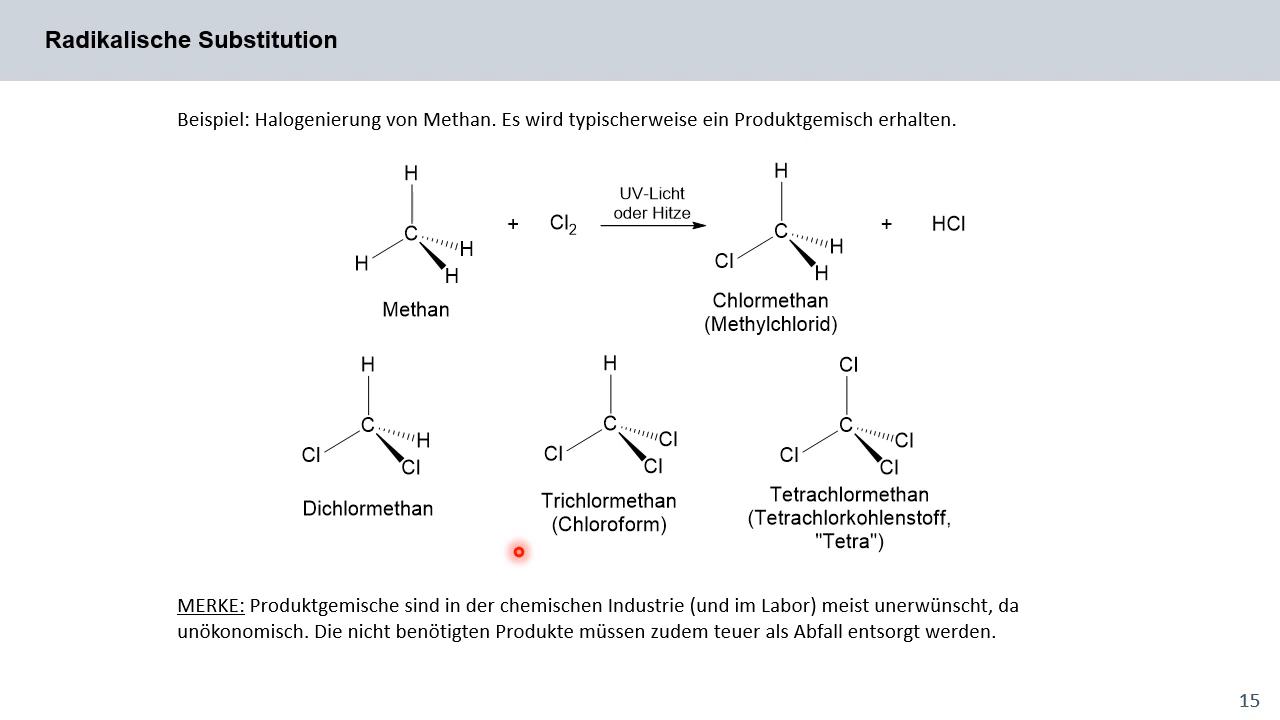 Radikalische Substitution
Beispiel: Halogenierung von Methan. Es wird typischerweise ein Produktgemisch erhalten.
H
C
H
H
H
Methan
+
Cl2
UV-Licht
oder Hitze
H
C
Cl
H
H
Chlormethan
(Methylchlorid)
+
HCl
H
C
Cl
H
Cl
Dichlormethan
H
C
Cl
Cl
Cl
Trichlormethan
(Chloroform)
Cl
C
Cl
Cl
Cl
Tetrachlormethan
(Tetrachlorkohlenstoff,
"Tetra")
MERKE: Produktgemische sind in der chemischen Industrie (und im Labor) meist unerwünscht, da
unökonomisch. Die nicht benötigten Produkte müssen zudem teuer als Abfall entsorgt werden.
15